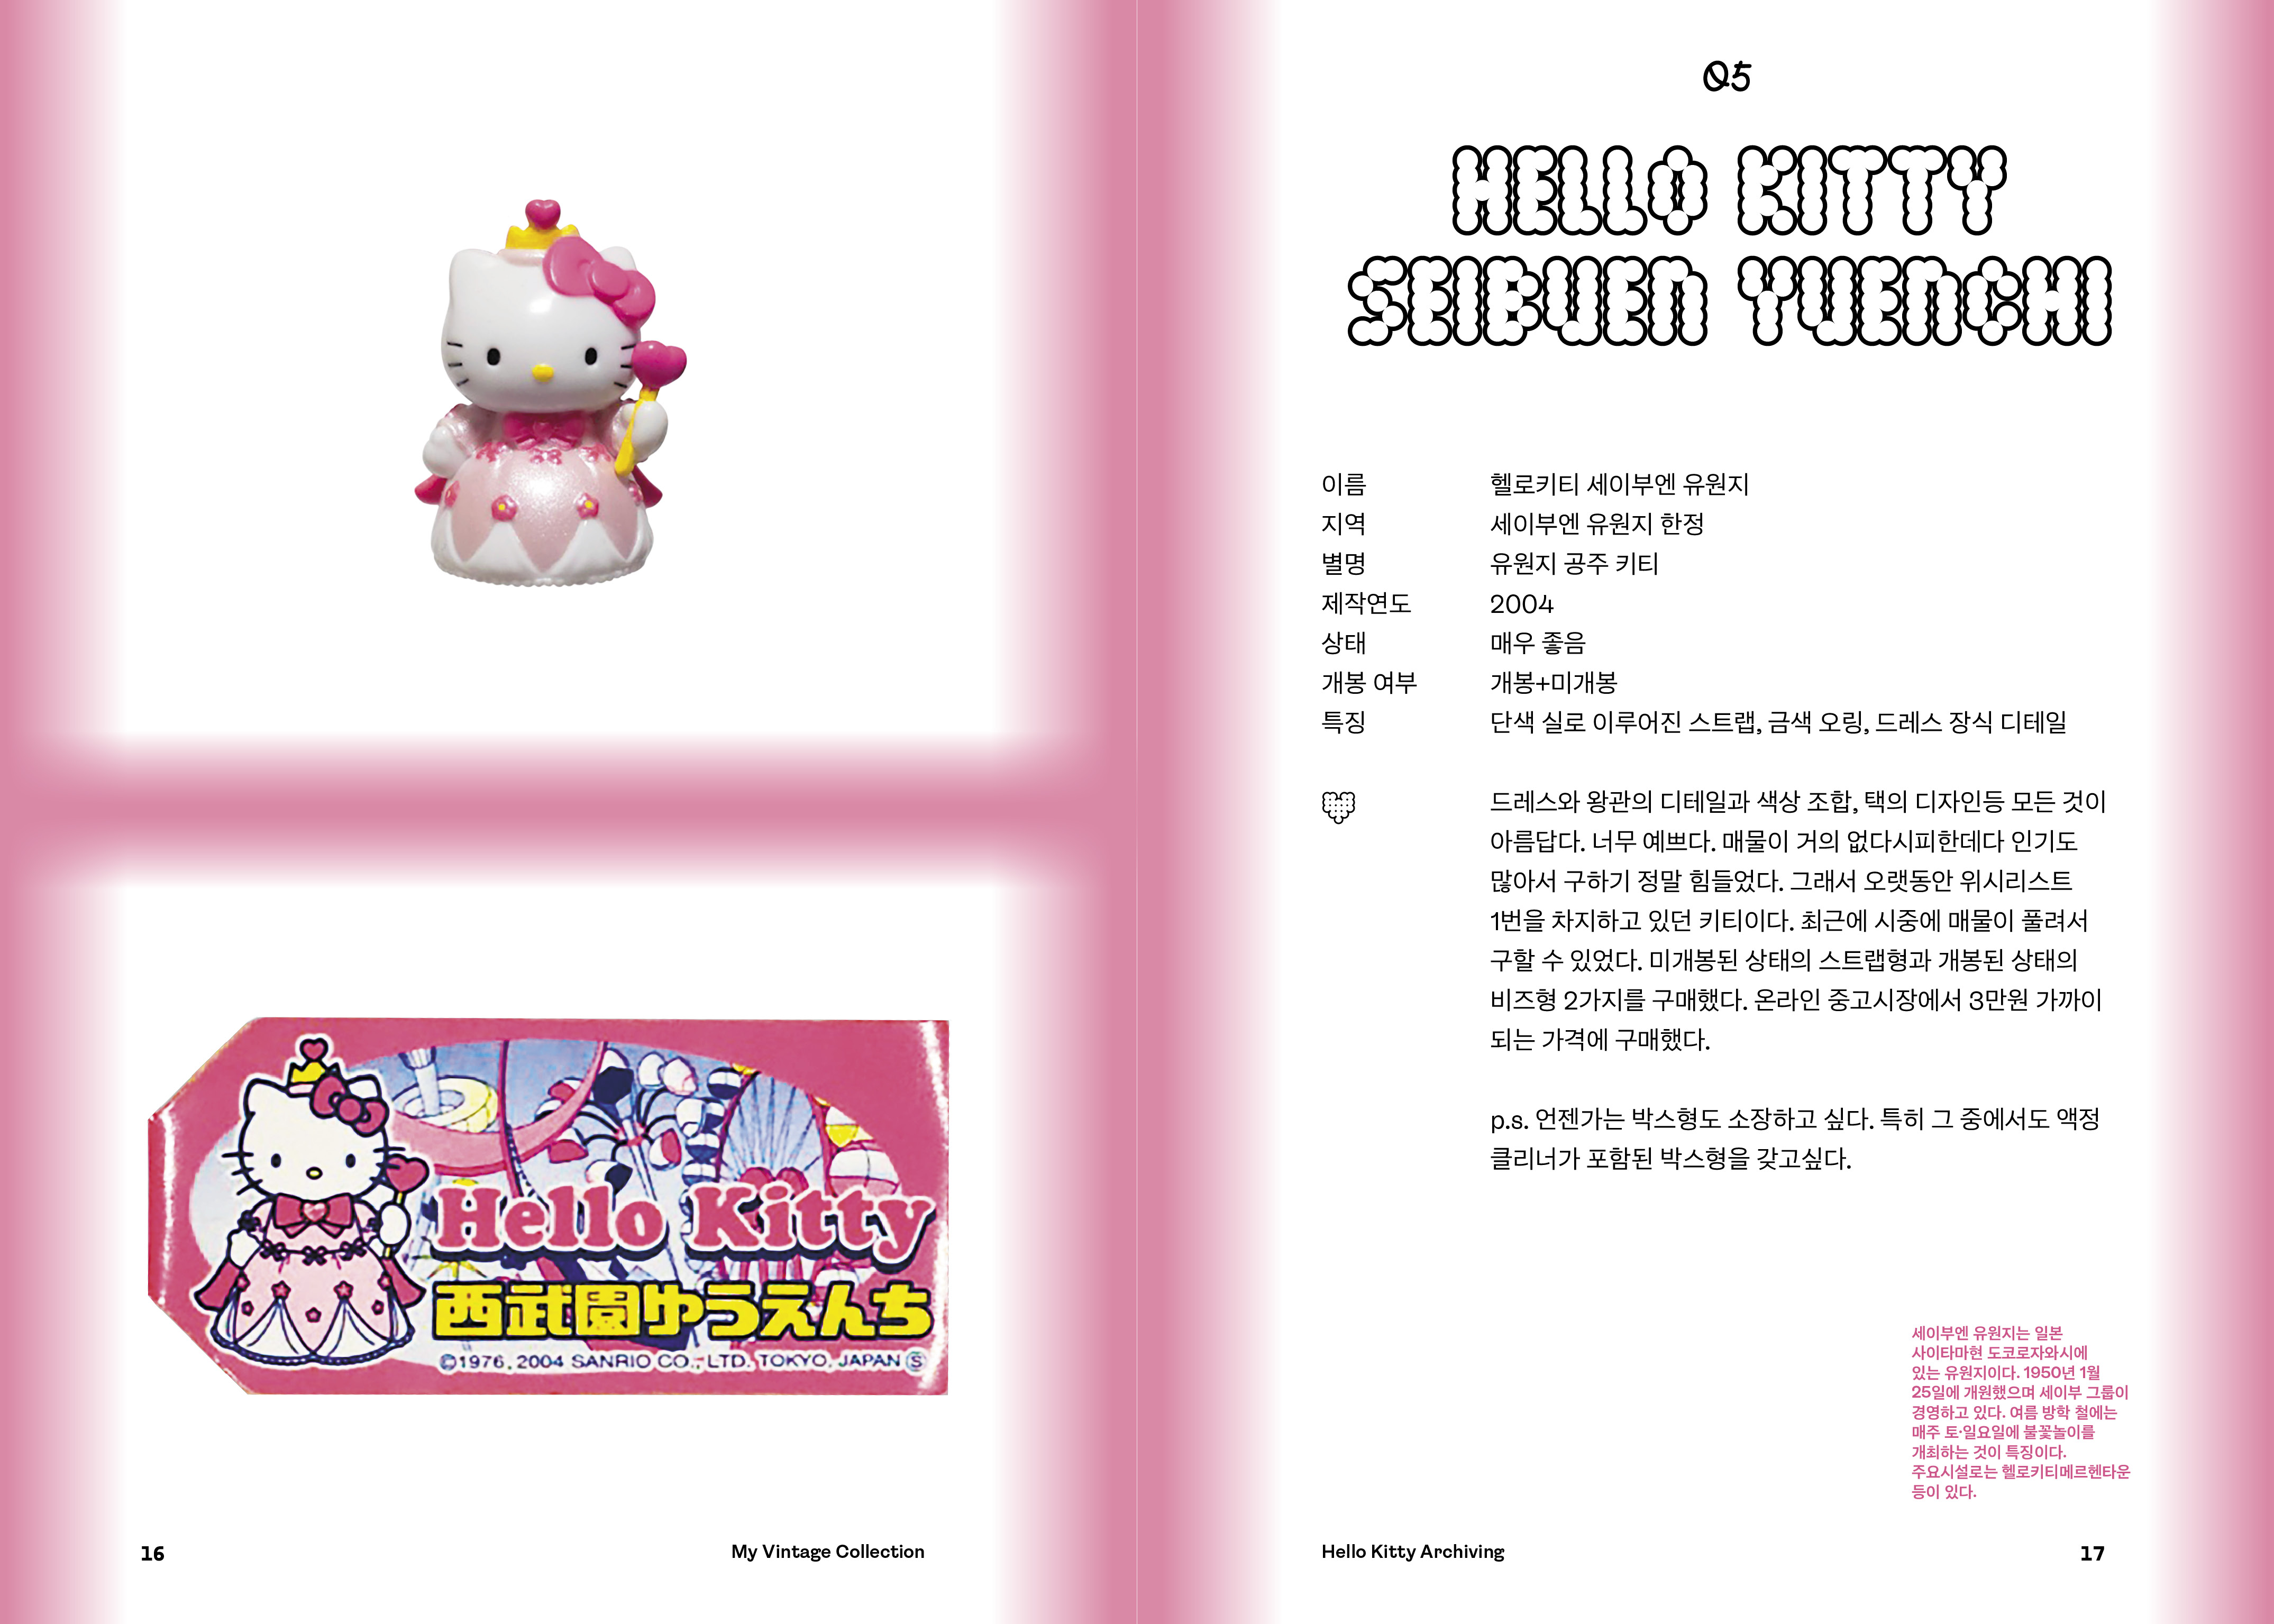 Hello Kitty
西武園ゆうえんち
©1976, 2004 SANRIO CO., LTD. TOKYO, JAPAN Ⓢ
16
My Vintage Collection
05
HELLO KITTY
SEIBUEN YUENCHI
이름 헬로키티 세이부엔 유원지
지역 세이부엔 유원지 한정
별명 유원지 공주 키티
제작연도 2004
상태 매우 좋음
개봉 여부 개봉+미개봉
특징 단색 실로 이루어진 스트랩, 금색 오링, 드레스 장식 디테일
드레스와 왕관의 디테일과 색상 조합, 택의 디자인등 모든 것이
아름답다. 너무 예쁘다. 매물이 거의 없다시피한데다 인기도
많아서 구하기 정말 힘들었다. 그래서 오랫동안 위시리스트
1번을 차지하고 있던 키티이다. 최근에 시중에 매물이 풀려서
구할 수 있었다. 미개봉된 상태의 스트랩형과 개봉된 상태의
비즈형 2가지를 구매했다. 온라인 중고시장에서 3만원 가까이
되는 가격에 구매했다.
p.s. 언젠가는 박스형도 소장하고 싶다. 특히 그 중에서도 액정
클리너가 포함된 박스형을 갖고싶다.
세이부엔 유원지는 일본
사이타마현 도코로자와시에
있는 유원지이다. 1950년 1월
25일에 개원했으며 세이부 그룹이
경영하고 있다. 여름 방학 철에는
매주 토·일요일에 불꽃놀이를
개최하는 것이 특징이다.
주요시설로는 헬로키티메르헨타운
등이 있다.
Hello Kitty Archiving
17